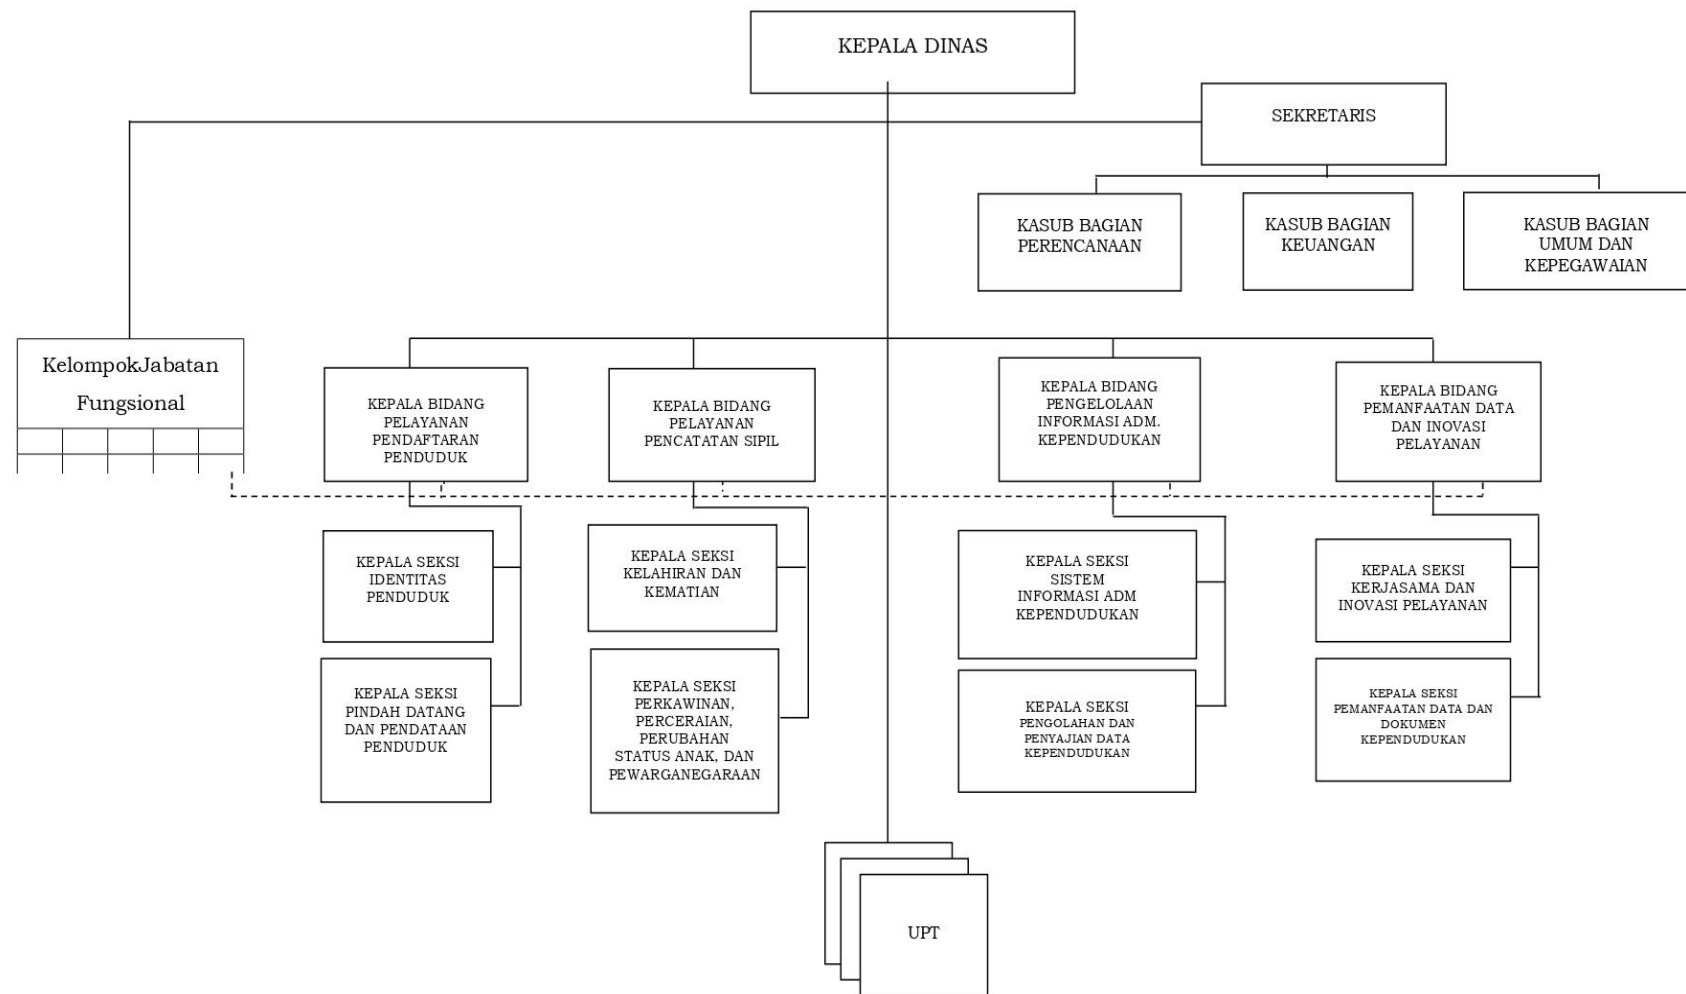 KEPALA DINAS
SEKRETARIS
KASUB BAGIAN
PERENCANAAN
KASUB BAGIAN
KEUANGAN
KASUB BAGIAN
UMUM DAN
KEPEGAWAIAN
KelompokJabatan
Fungsional
KEPALA BIDANG
PELAYANAN
PENDAFTARAN
PENDUDUK
KEPALA BIDANG
PELAYANAN
PENCATATAN SIPIL
KEPALA BIDANG
PENGELOLAAN
INFORMASI ADM.
KEPENDUDUKAN
KEPALA BIDANG
PEMANFAATAN DATA
DAN INOVASI
PELAYANAN
KEPALA SEKSI
IDENTITAS
PENDUDUK
KEPALA SEKSI
KELAHIRAN DAN
KEMATIAN
KEPALA SEKSI
SISTEM
INFORMASI ADM
KEPENDUDUKAN
KEPALA SEKSI
KERJASAMA DAN
INOVASI PELAYANAN
KEPALA SEKSI
PINDAH DATANG
DAN PENDATAAN
PENDUDUK
KEPALA SEKSI
PERKAWINAN,
PERCERAIAN,
PERUBAHAN
STATUS ANAK, DAN
PEWARGANEGARAAN
KEPALA SEKSI
PENGOLAHAN DAN
PENYAJIAN DATA
KEPENDUDUKAN
KEPALA SEKSI
PEMANFAATAN DATA DAN
DOKUMEN
KEPENDUDUKAN
UPT